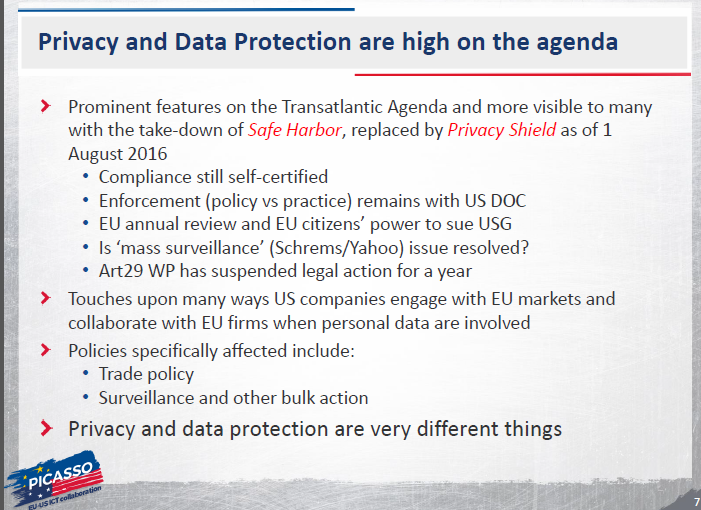 Privacy and Data Protection are high on the agenda
Prominent features on the Transatlantic Agenda and more visible to many
with the take-down of Safe Harbor, replaced by Privacy Shield as of 1
August 2016
• Compliance still self-certified
• Enforcement (policy vs practice) remains with US DOC
• EU annual review and EU citizens’ power to sue USG
• Is ‘mass surveillance’ (Schrems/Yahoo) issue resolved?
• Art29 WP has suspended legal action for a year
Touches upon many ways US companies engage with EU markets and
collaborate with EU firms when personal data are involved
Policies specifically affected include:
• Trade policy
• Surveillance and other bulk action
Privacy and data protection are very different things
PICASSO
EU-US ICT collaboration
7